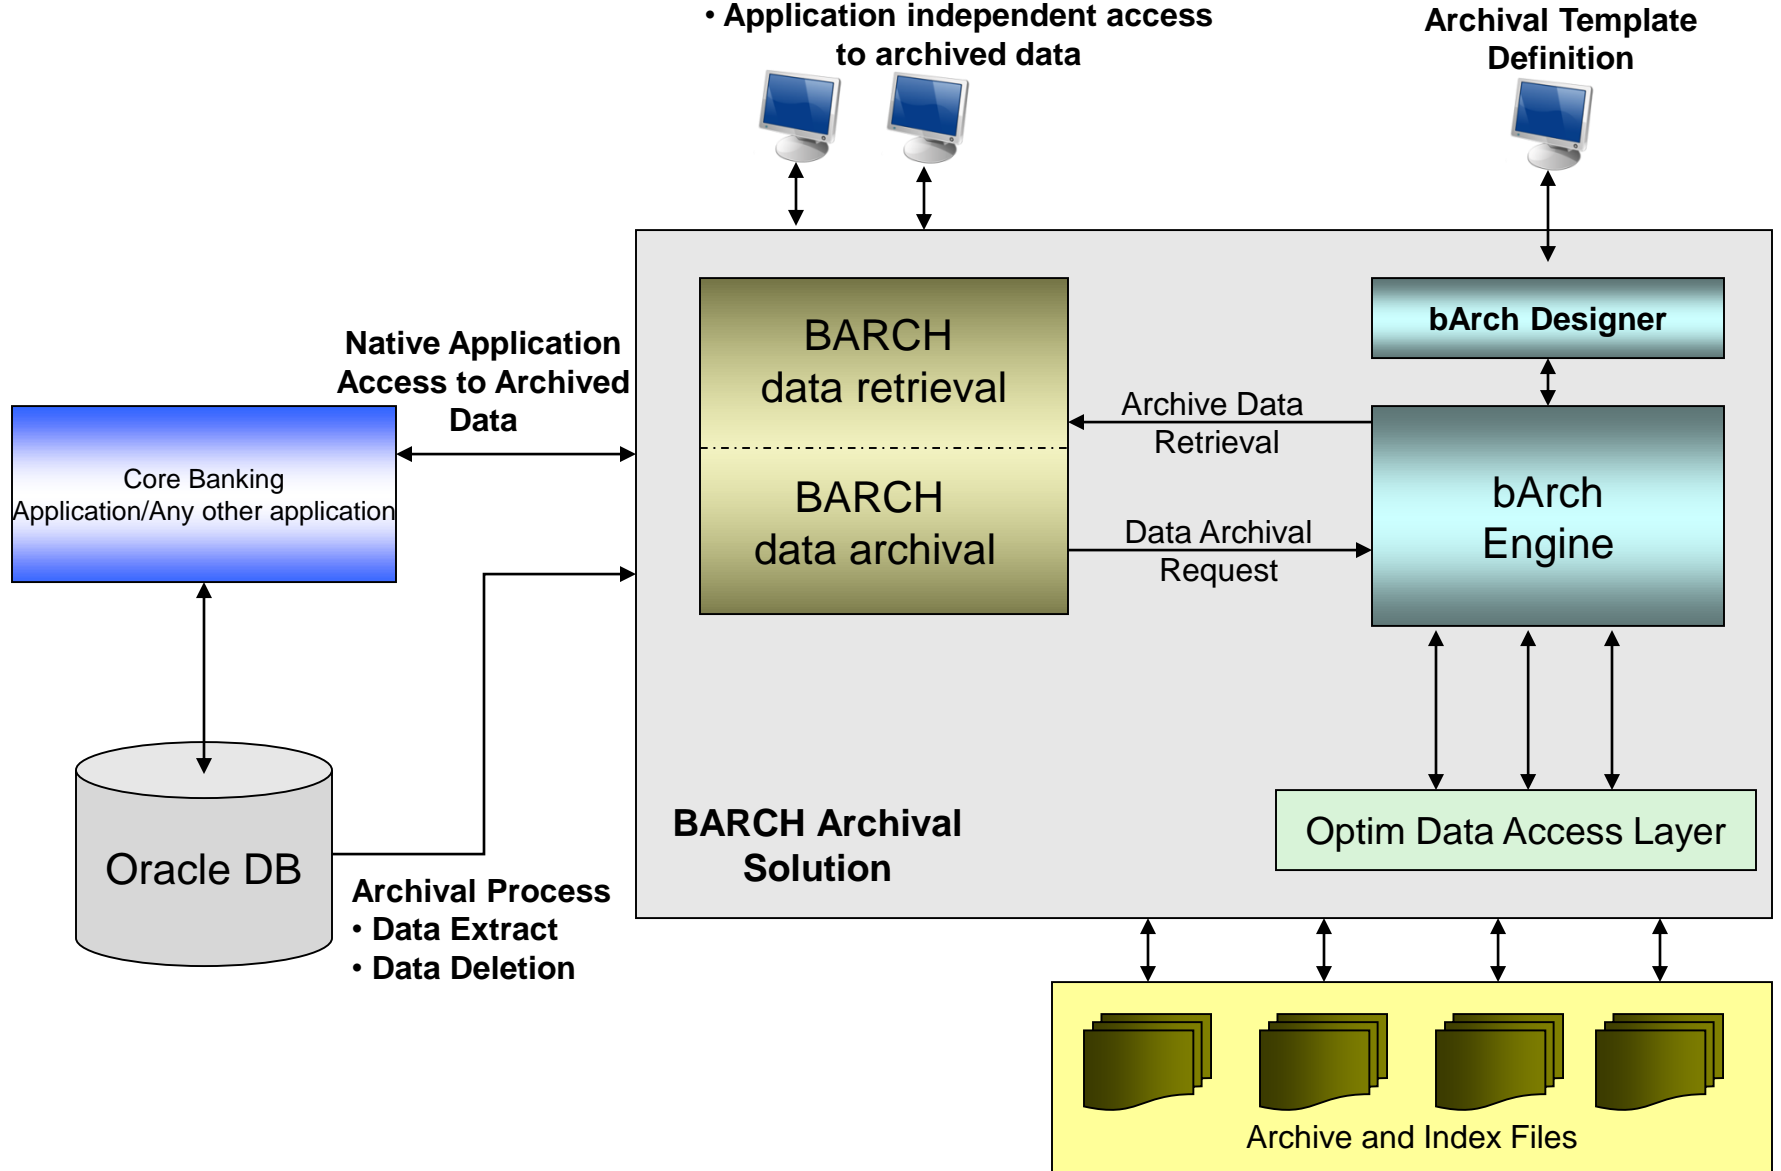 • Application independent access
to archived data
Archival Template
Definition
Native Application
Access to Archived
Data
BARCH
data retrieval
BARCH
data archival
bArch Designer
Archive Data
Retrieval
Data Archival
Request
bArch
Engine
Core Banking
Application/Any other application
Oracle DB
Archival Process
• Data Extract
• Data Deletion
BARCH Archival
Solution
Optim Data Access Layer
Archive and Index Files